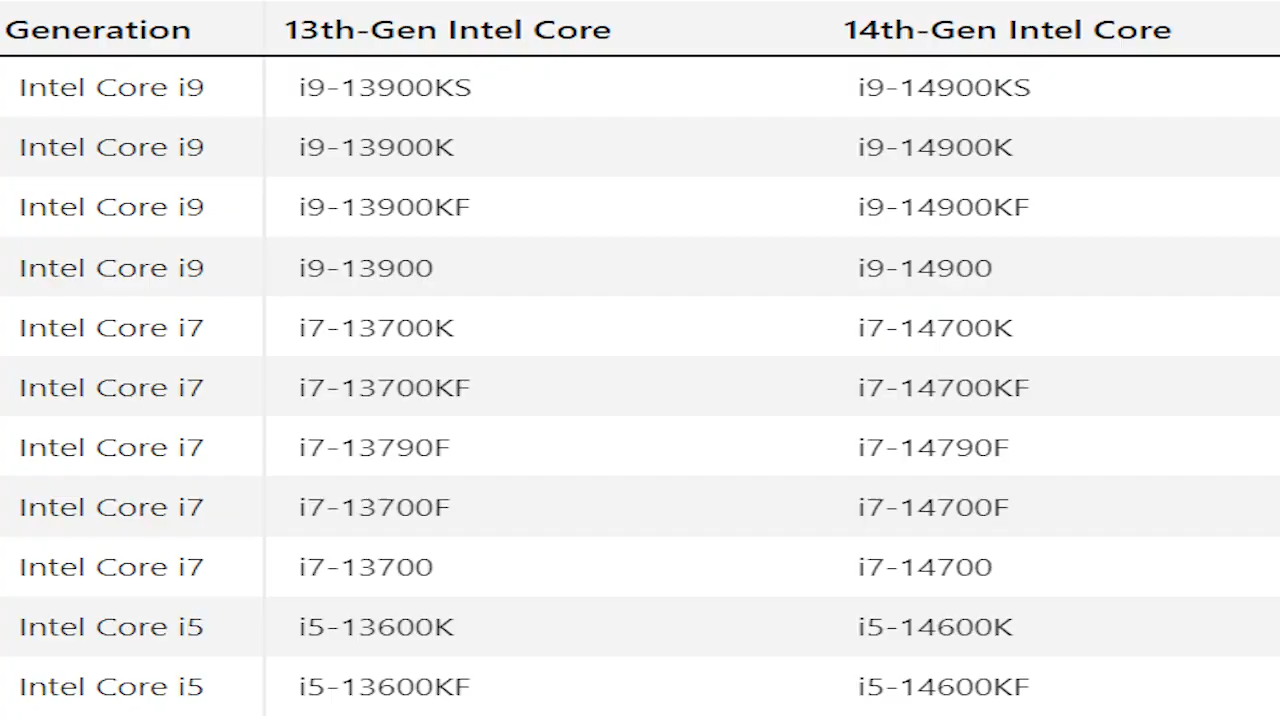 Generation 13th-Gen Intel Core 14th-Gen Intel Core
Intel Core i9 i9-13900KS i9-14900KS
Intel Core i9 i9-13900K i9-14900K
Intel Core i9 i9-13900KF i9-14900KF
Intel Core i9 i9-13900 i9-14900
Intel Core i7 i7-13700K i7-14700K
Intel Core i7 i7-13700KF i7-14700KF
Intel Core i7 i7-13790F i7-14790F
Intel Core i7 i7-13700F i7-14700F
Intel Core i7 i7-13700 i7-14700
Intel Core i5 i5-13600K i5-14600K
Intel Core i5 i5-13600KF i5-14600KF